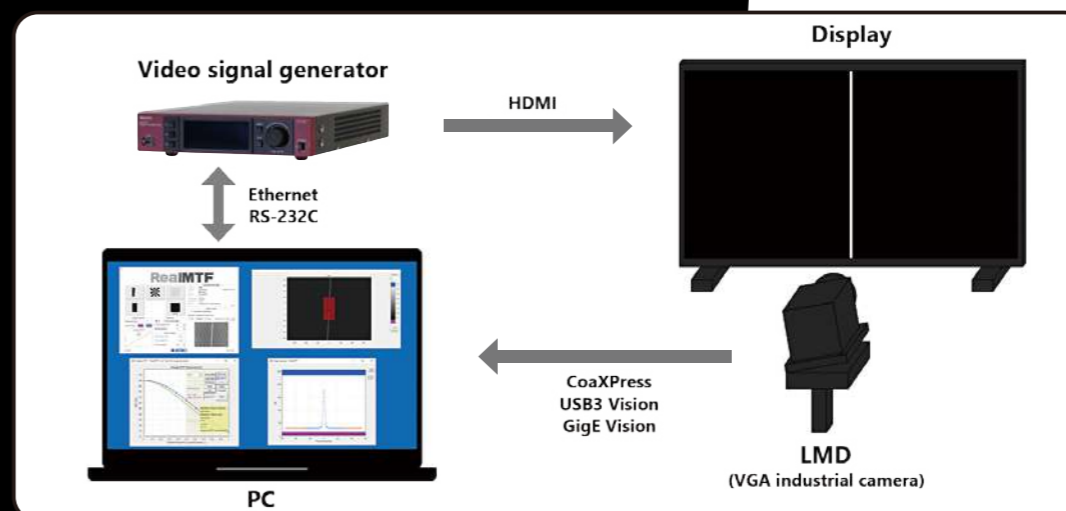 Display
Video signal generator
HDMI
Ethernet
RS-232C
RealMTF
CoaXPress
USB3 Vision
GigE Vision
LMD
(VGA industrial camera)
PC